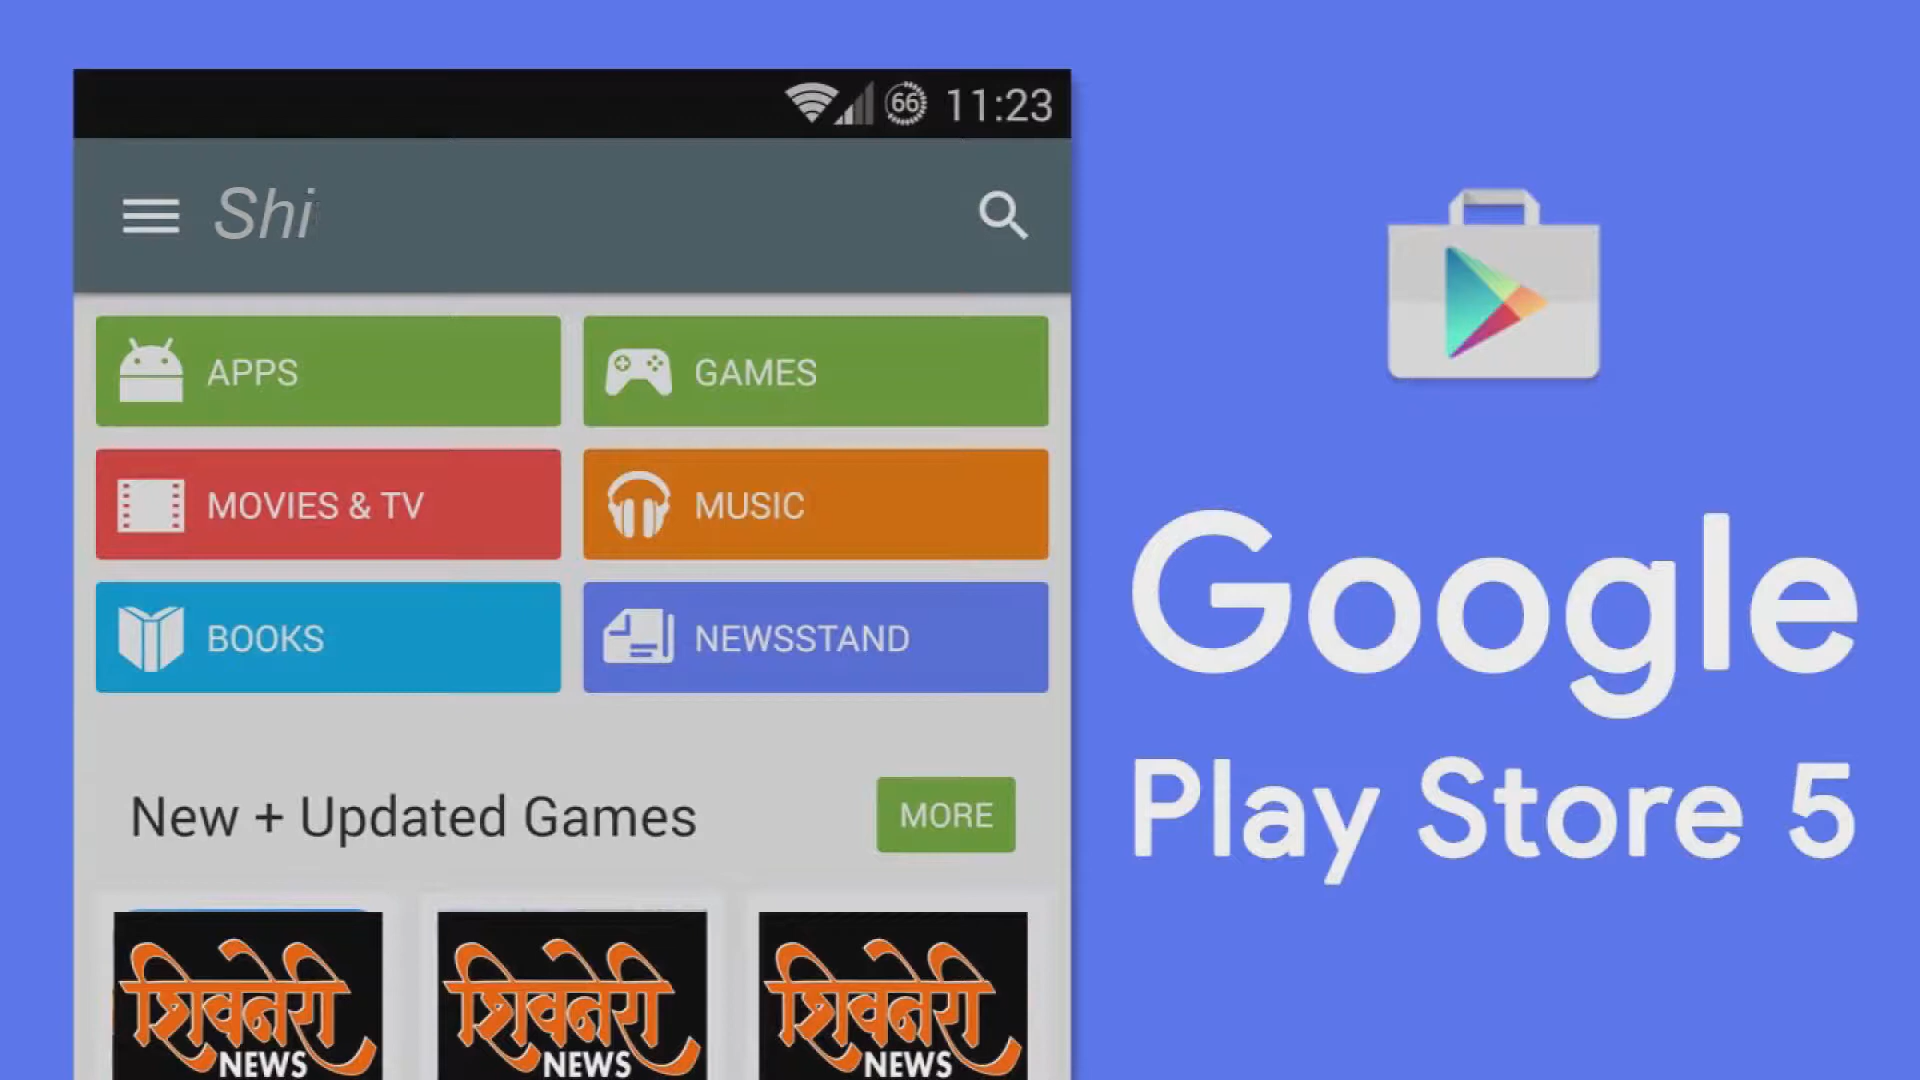 66 11:23
Shi
APPS
GAMES
MOVIES & TV
MUSIC
BOOKS
NEWSSTAND
New + Updated Games
MORE
शिवनेरी
NEWS
शिवनेरी
NEWS
शिवनेरी
NEWS
Google
Play Store 5